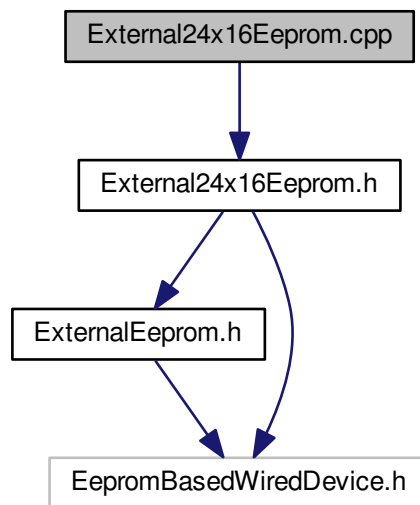 External24x16Eeprom.cpp
External24x16Eeprom.h
ExternalEeprom.h
EepromBasedWiredDevice.h